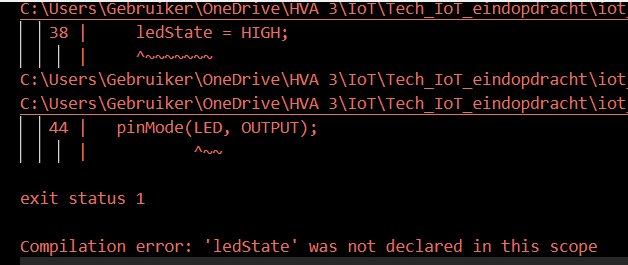 C:\Users\Gebruiker\OneDrive\HVA 3\IoT\Tech_IoT_eindopdracht\iot_
38 | ledState = HIGH;
| ^~~~~~~~
C:\Users\Gebruiker\OneDrive\HVA 3\IoT\Tech_IoT_eindopdracht\iot_
C:\Users\Gebruiker\OneDrive\HVA 3\IoT\Tech_IoT_eindopdracht\iot_
44 | pinMode(LED, OUTPUT);
| ^~~
exit status 1
Compilation error: 'ledState' was not declared in this scope